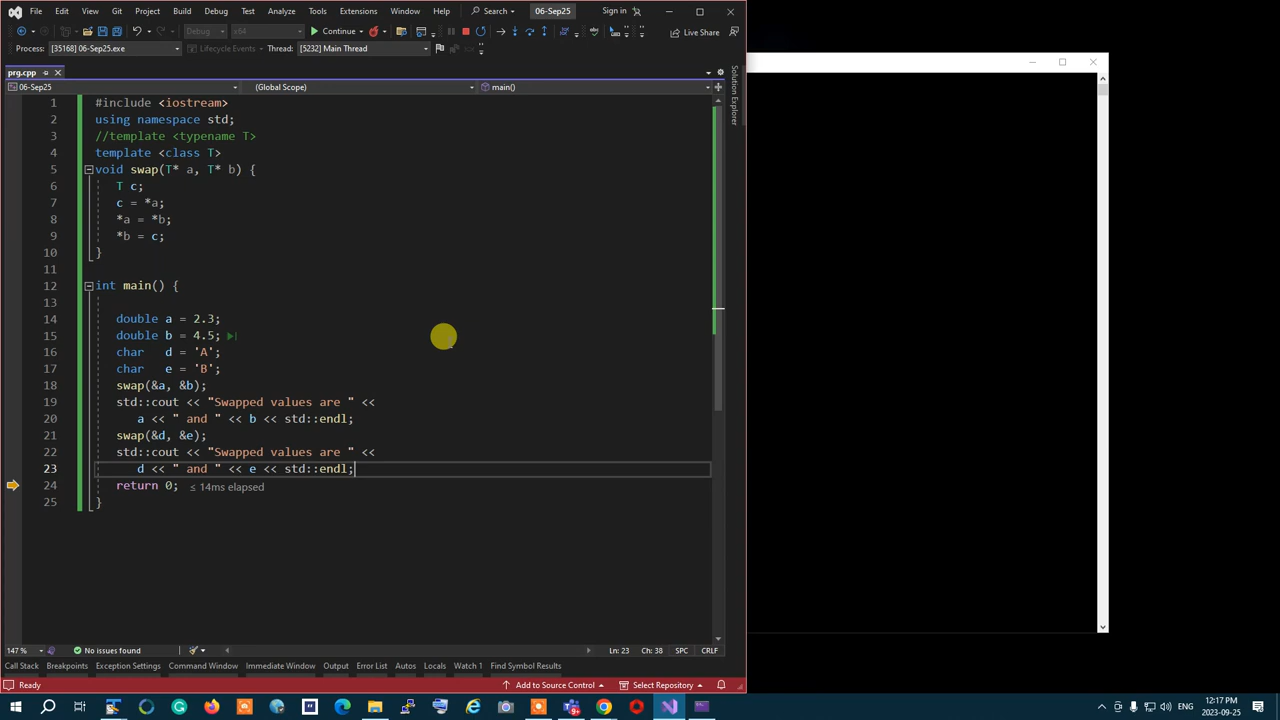 File Edit View Git Project Build Debug Test Analyze Tools Extensions Window Help Search 06-Sep25 Sign in
Debug x64 Continue Live Share
Process: [35168] 06-Sep25.exe Lifecycle Events Thread: [5232] Main Thread
prg.cpp
06-Sep25 (Global Scope) main()
Solution Explorer
1 #include <iostream>
2 using namespace std;
3 //template <typename T>
4 template <class T>
5 void swap(T* a, T* b) {
6 T c;
7 c = *a;
8 *a = *b;
9 *b = c;
10 }
11
12 int main() {
13
14 double a = 2.3;
15 double b = 4.5;
16 char d = 'A';
17 char e = 'B';
18 swap(&a, &b);
19 std::cout << "Swapped values are " <<
20 a << " and " << b << std::endl;
21 swap(&d, &e);
22 std::cout << "Swapped values are " <<
23 d << " and " << e << std::endl;
24 return 0; ≤ 14ms elapsed
25 }
147 % No issues found Ln: 23 Ch: 38 SPC CRLF
Call Stack Breakpoints Exception Settings Command Window Immediate Window Output Error List Autos Locals Watch 1 Find Symbol Results
Ready Add to Source Control Select Repository
ENG 12:17 PM
2023-09-25